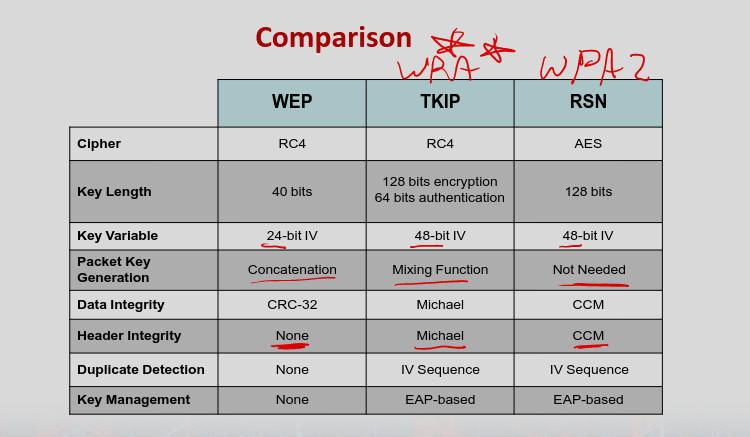 Comparison
WPA WPA2
WEP TKIP RSN
Cipher RC4 RC4 AES
Key Length 40 bits 128 bits encryption 128 bits
64 bits authentication
Key Variable 24-bit IV 48-bit IV 48-bit IV
Packet Key Generation Concatenation Mixing Function Not Needed
Data Integrity CRC-32 Michael CCM
Header Integrity None Michael CCM
Duplicate Detection None IV Sequence IV Sequence
Key Management None EAP-based EAP-based